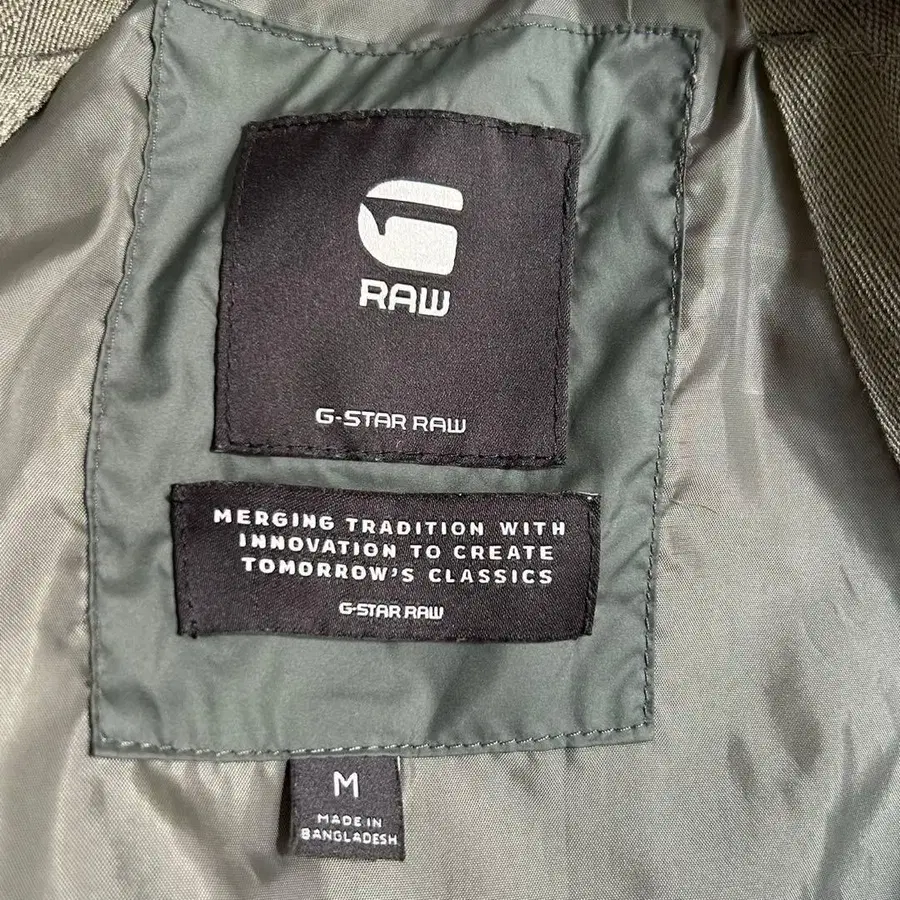 RAW
G-STAR RAW
MERGING TRADITION WITH
INNOVATION TO CREATE
TOMORROW'S CLASSICS
G-STAR RAW
M
MADE IN
BANGLADESH